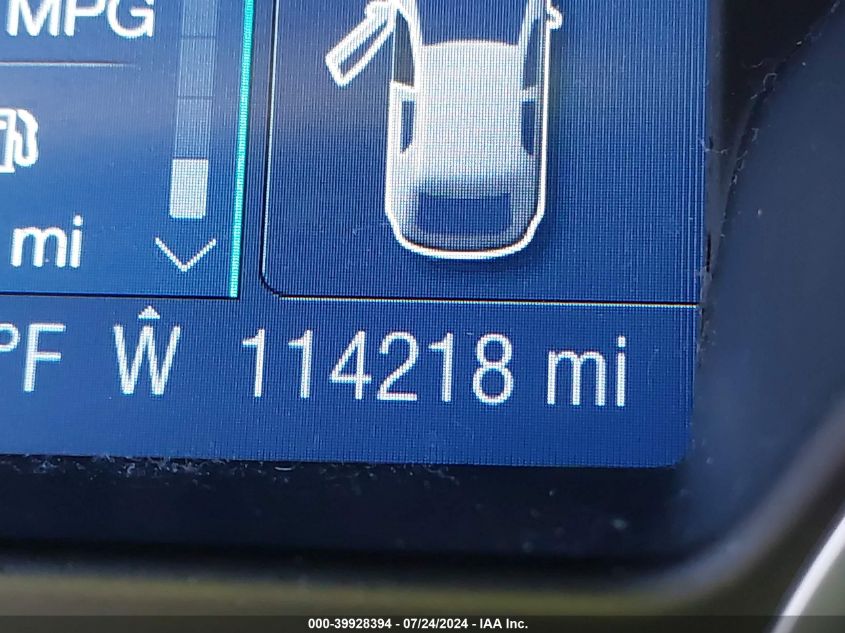 MPG
mi
°F W 114218 mi
000-39928394 - 07/24/2024 - IAA Inc.